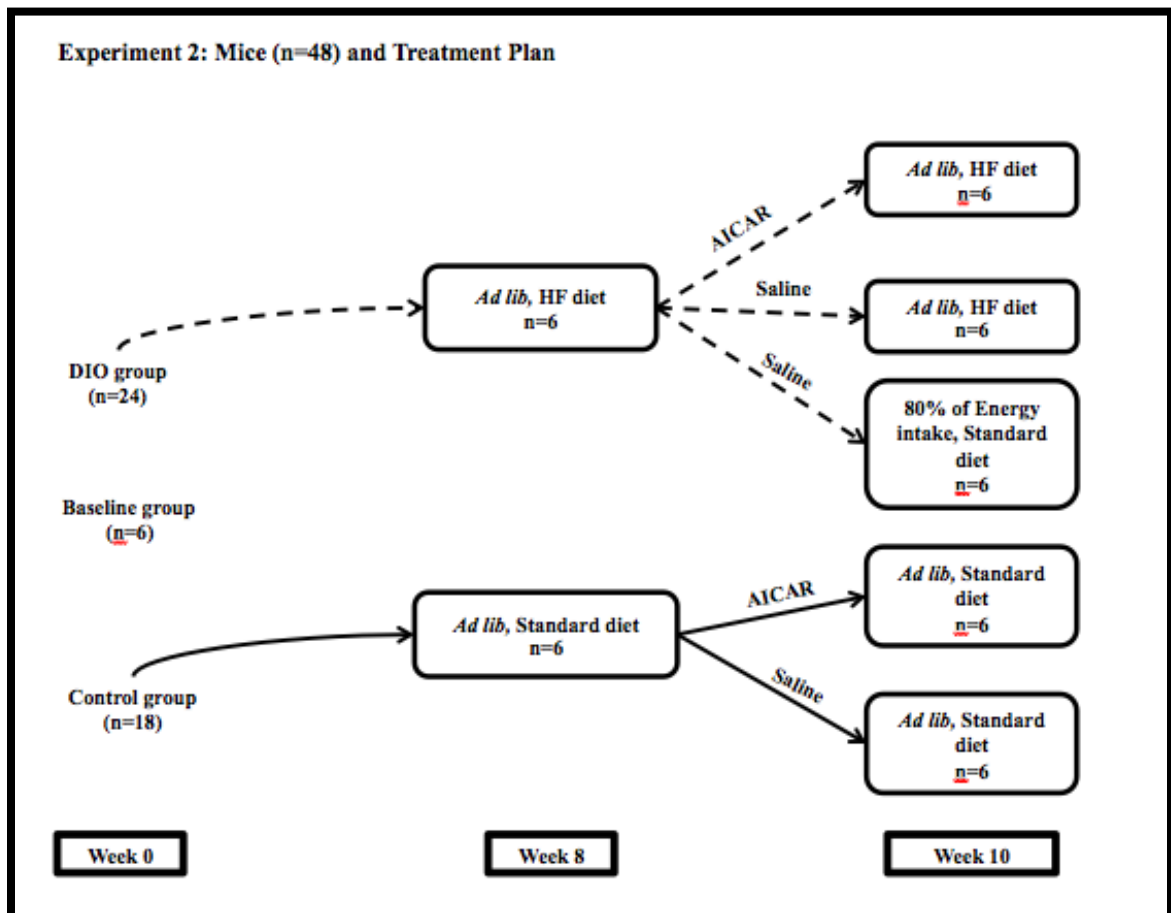 Experiment 2: Mice (n=48) and Treatment Plan
Ad lib, HF diet
n=6
AICAR
Ad lib, HF diet
n=6
Saline
Ad lib, HF diet
n=6
Saline
80% of Energy
intake, Standard
diet
n=6
DIO group
(n=24)
Baseline group
(n=6)
Control group
(n=18)
Ad lib, Standard diet
n=6
AICAR
Ad lib, Standard
diet
n=6
Saline
Ad lib, Standard
diet
n=6
Week 0
Week 8
Week 10